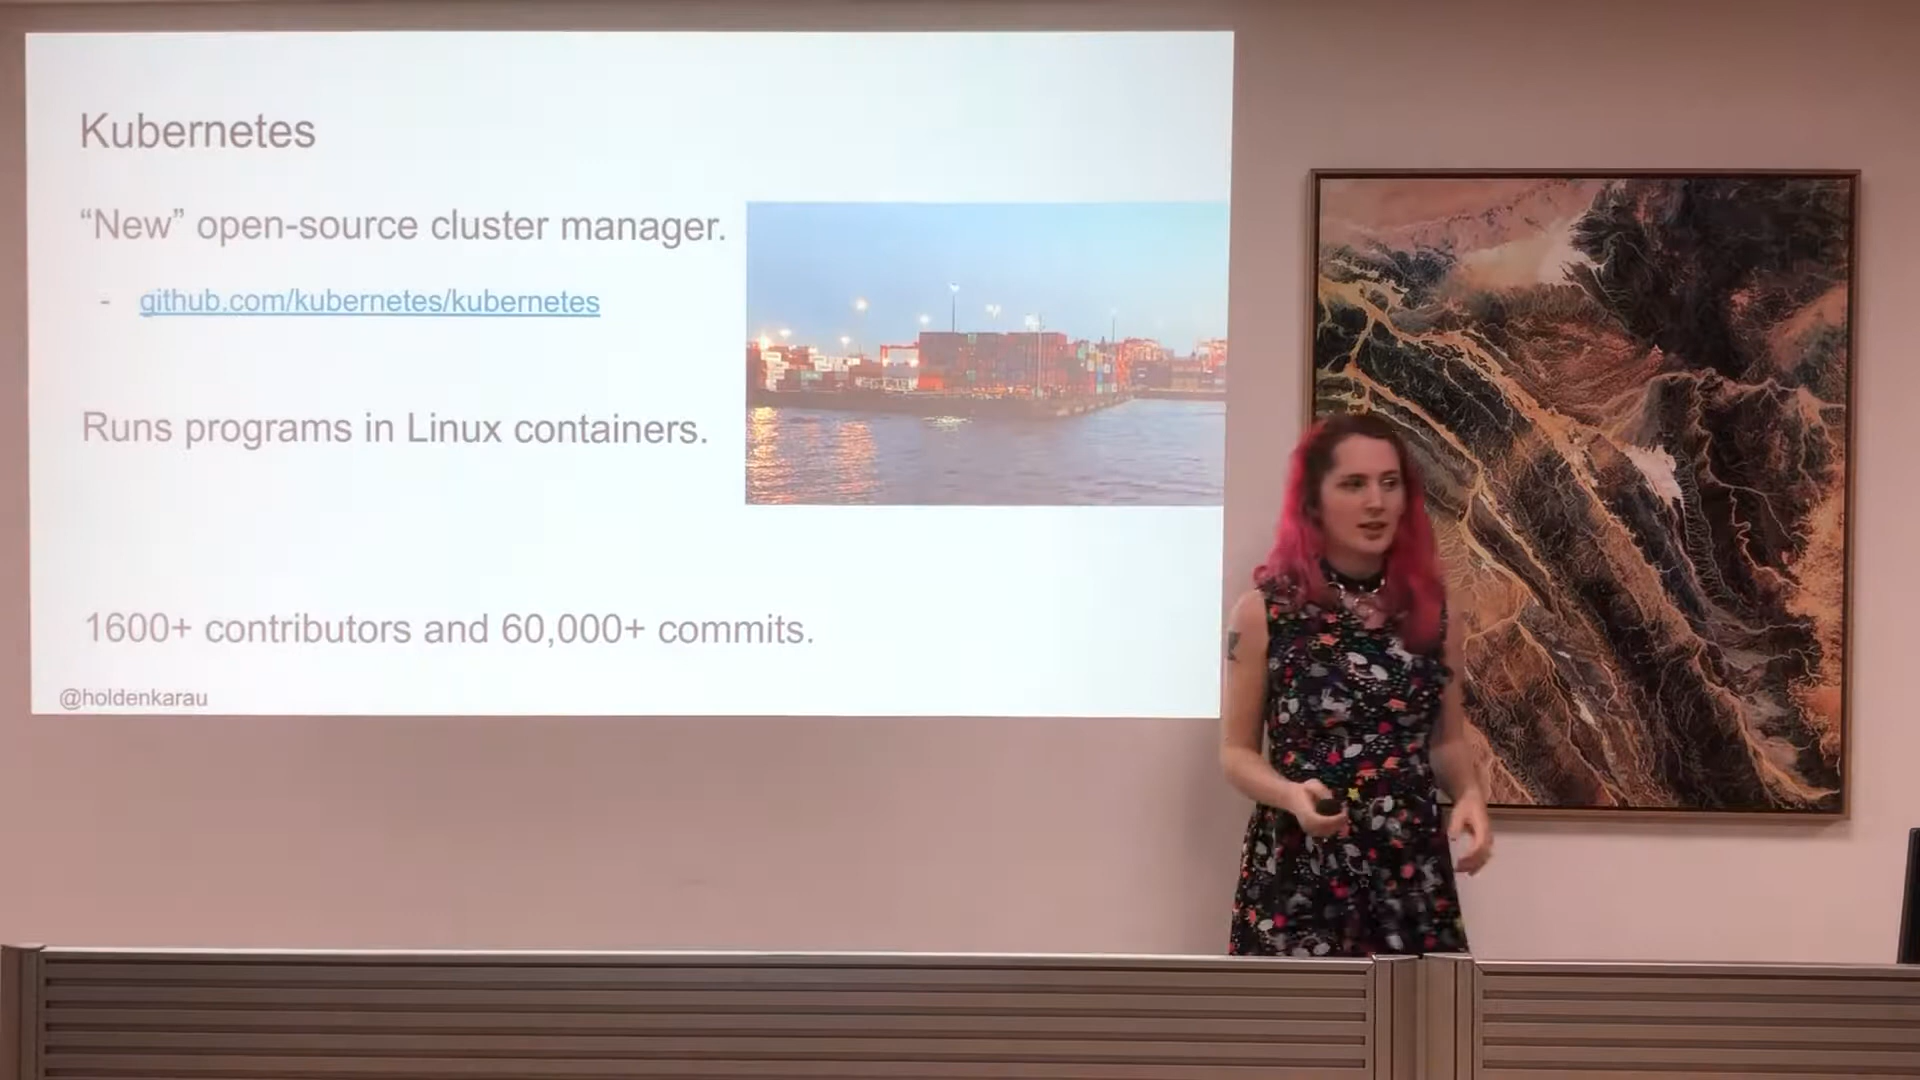 Kubernetes
“New” open-source cluster manager.
- github.com/kubernetes/kubernetes
Runs programs in Linux containers.
1600+ contributors and 60,000+ commits.
@holdenkarau